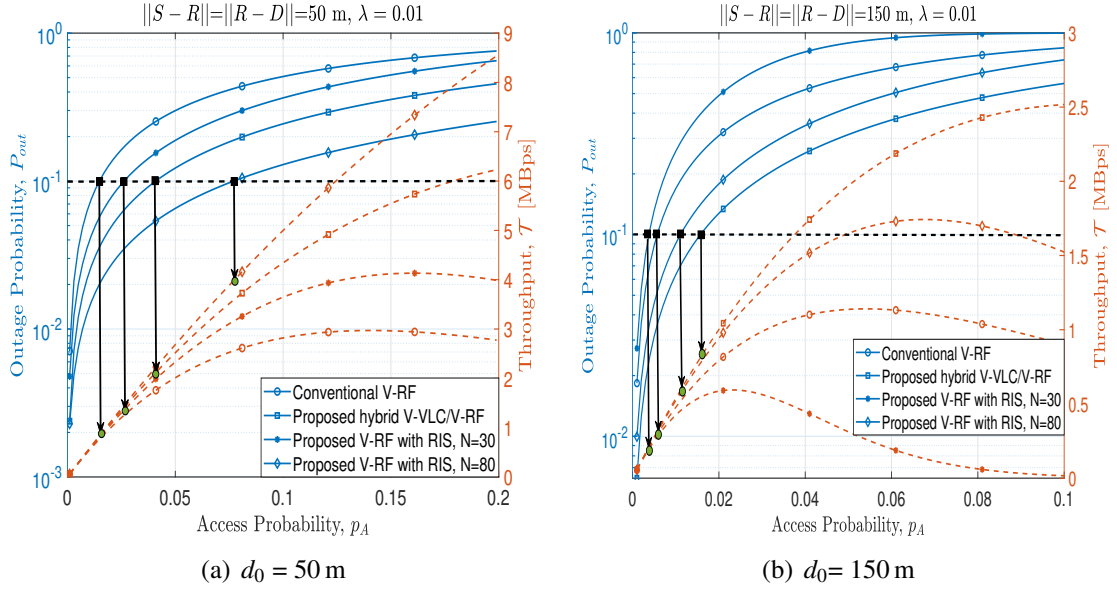 ||S − R||=||R − D||=50 m, λ = 0.01
Outage Probability, P_out
10^0
10^-1
10^-2
10^-3
0 0.05 0.1 0.15 0.2
Access Probability, p_A
9
8
7
6
5
4
3
2
1
0
Throughput, 𝒯 [MBps]
Conventional V-RF
Proposed hybrid V-VLC/V-RF
Proposed V-RF with RIS, N=30
Proposed V-RF with RIS, N=80
(a) d_0 = 50 m
||S − R||=||R − D||=150 m, λ = 0.01
Outage Probability, P_out
10^0
10^-1
10^-2
0 0.02 0.04 0.06 0.08 0.1
Access Probability, p_A
3
2.5
2
1.5
1
0.5
0
Throughput, 𝒯 [MBps]
Conventional V-RF
Proposed hybrid V-VLC/V-RF
Proposed V-RF with RIS, N=30
Proposed V-RF with RIS, N=80
(b) d_0= 150 m